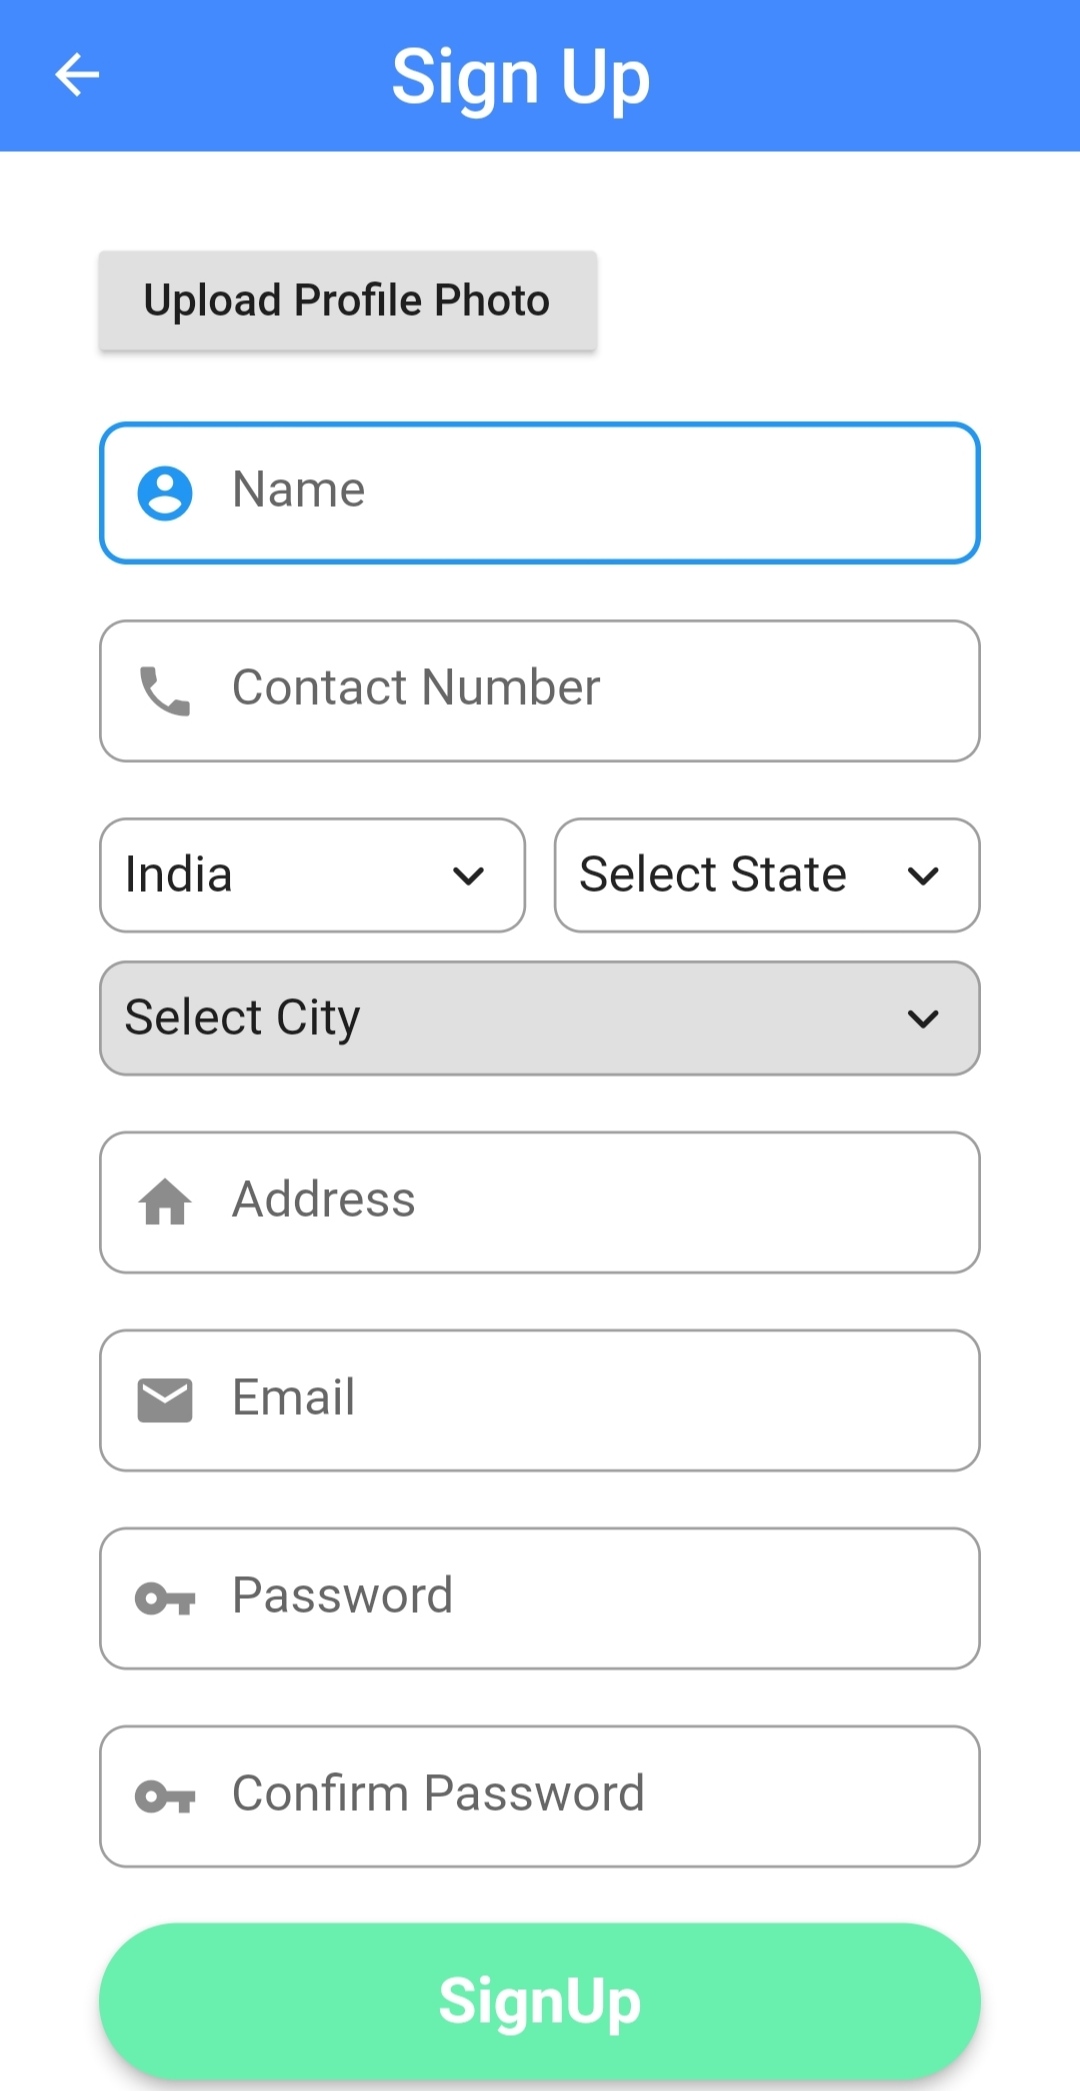 Sign Up
Upload Profile Photo
Name
Contact Number
India
Select State
Select City
Address
Email
Password
Confirm Password
SignUp